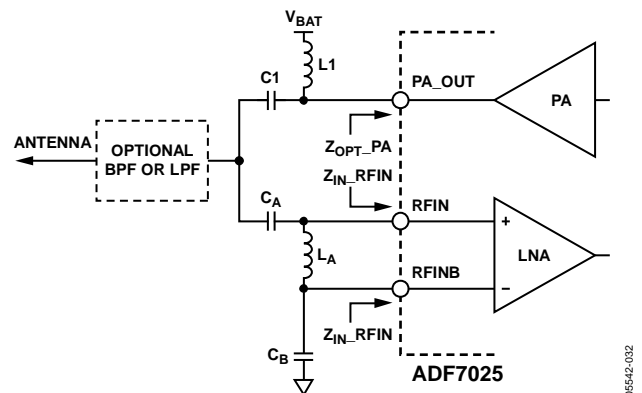 VBAT
L1
C1
PA_OUT
PA
ANTENNA
OPTIONAL
BPF OR LPF
ZOPT_PA
ZIN_RFIN
CA
RFIN
+
LA
LNA
RFINB
−
ZIN_RFIN
CB
ADF7025
05542-032